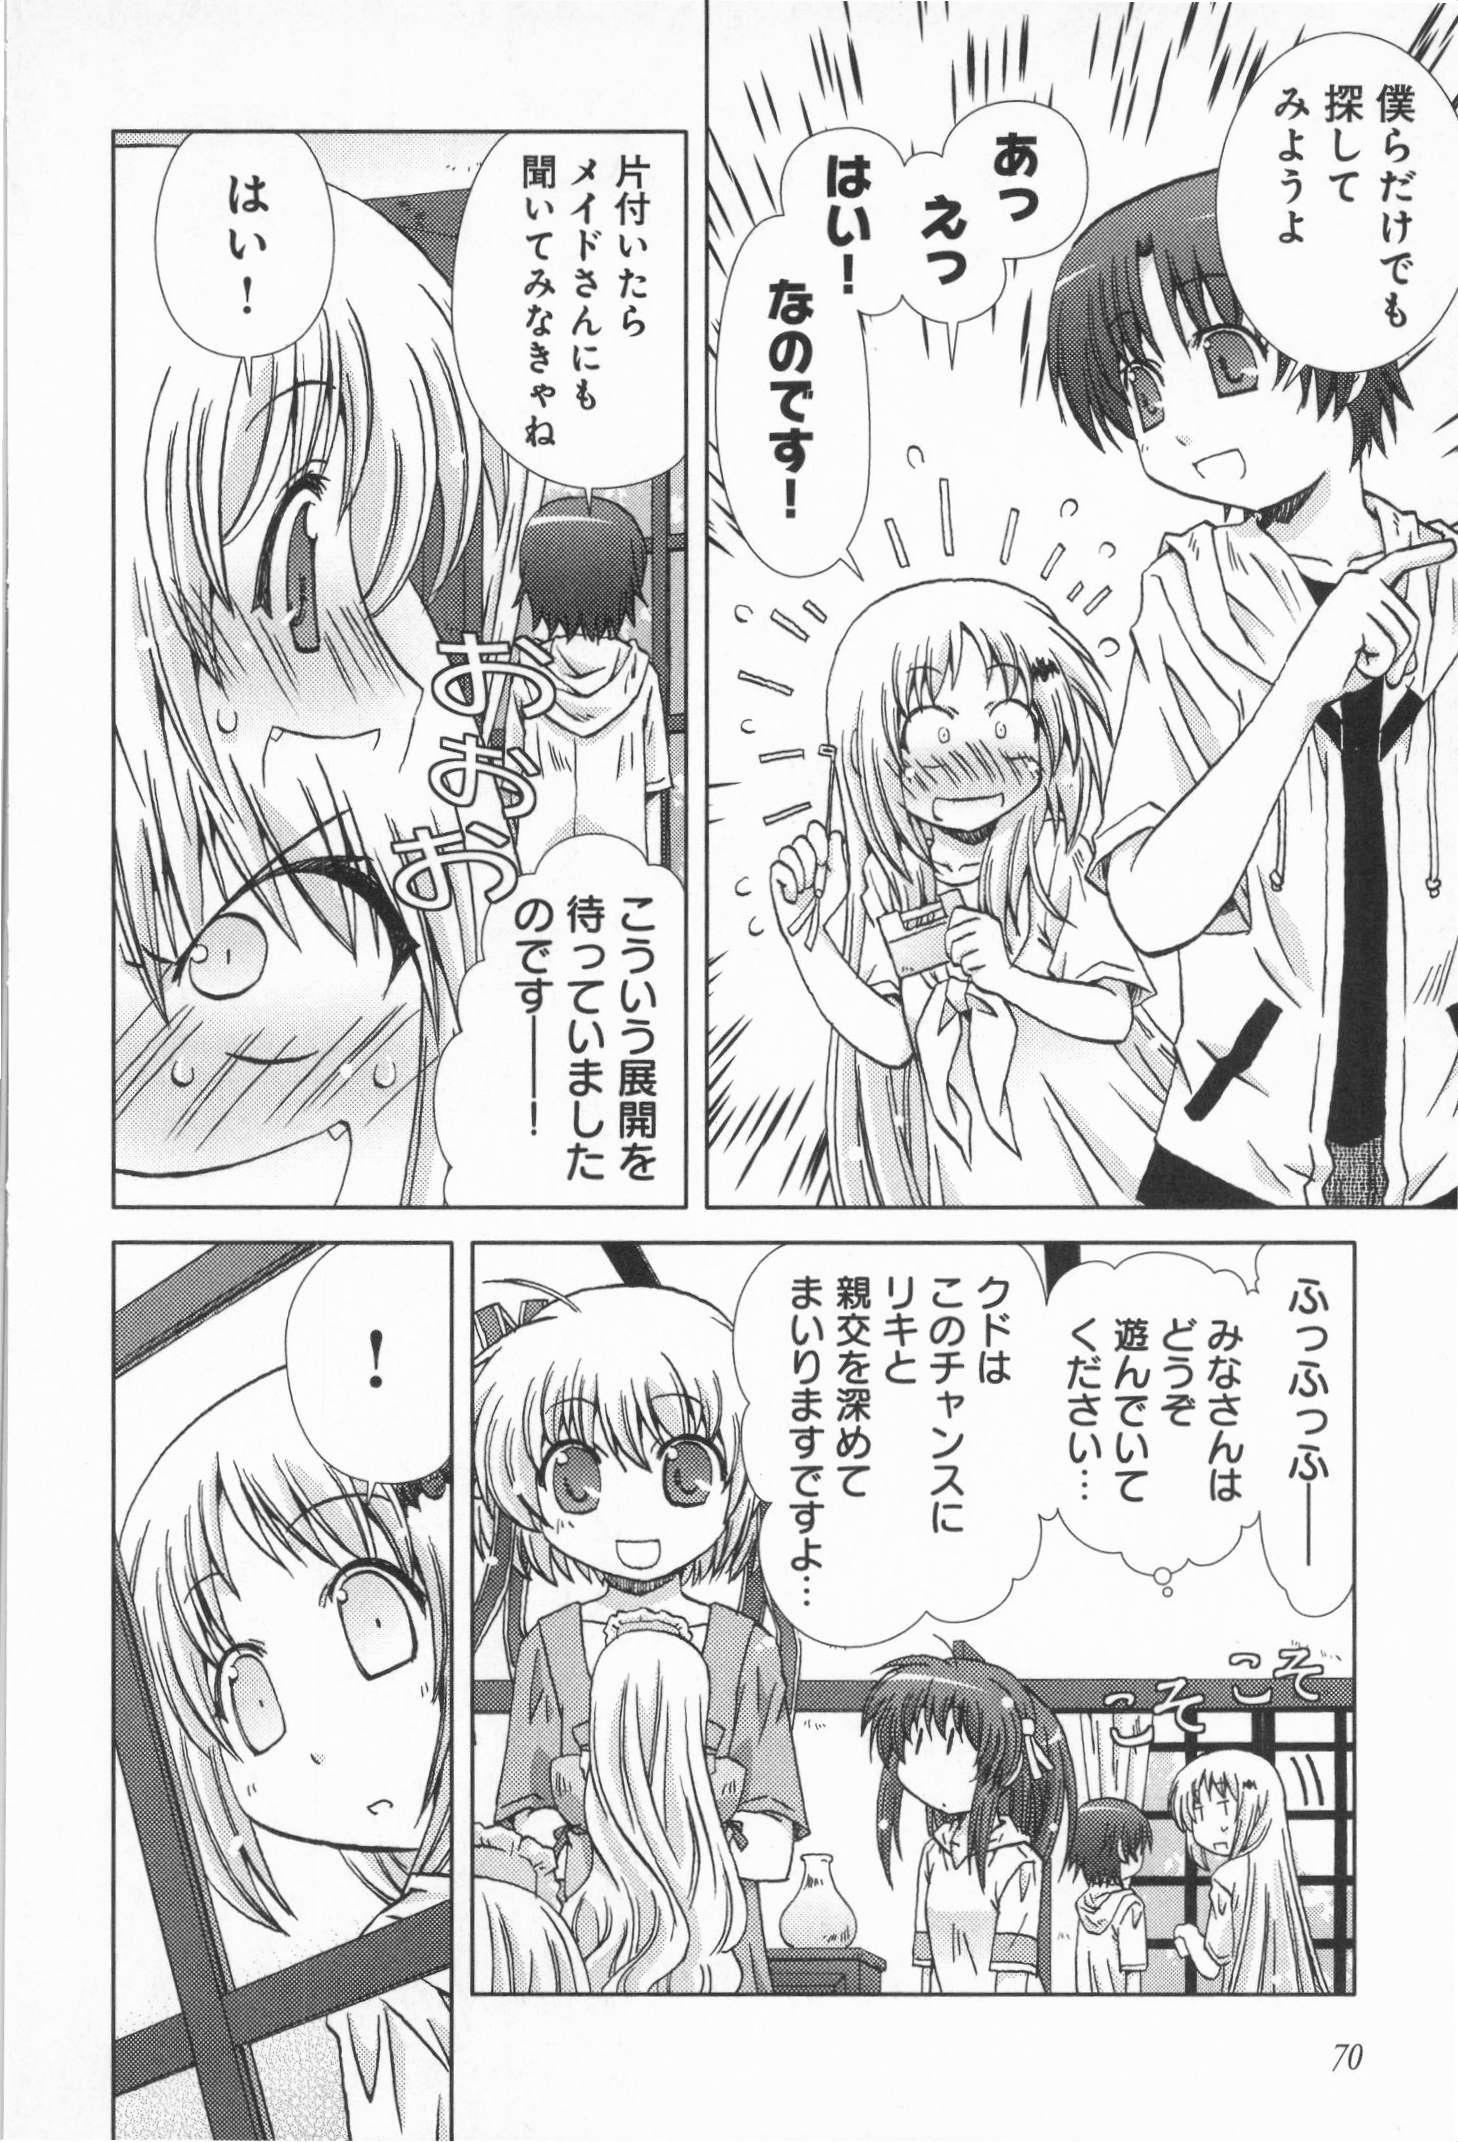 僕らだけでも
探して
みようよ
あっ
えっ
はい！
なのです！
片付いたら
メイドさんにも
聞いてみなきゃね
はい！
おおお
こういう展開を
待っていました
のです――！
ふっふっふ――
みなさんは
どうぞ
遊んでいて
ください…
クドは
このチャンスに
リキと
親交を深めて
まいりますですよ…
こそこそ
！
70